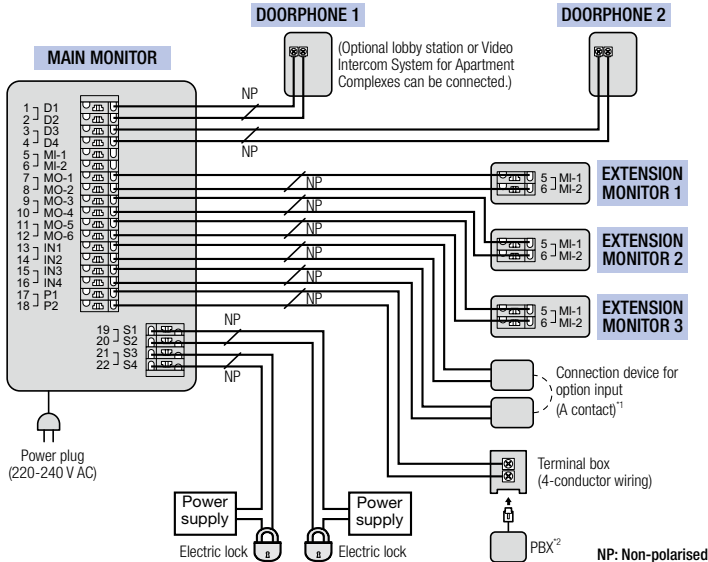 DOORPHONE 1
DOORPHONE 2
MAIN MONITOR
(Optional lobby station or Video
Intercom System for Apartment
Complexes can be connected.)
NP
NP
1 D1
2 D2
3 D3
4 D4
5 MI-1
6 MI-2
7 MO-1
8 MO-2
9 MO-3
10 MO-4
11 MO-5
12 MO-6
13 IN1
14 IN2
15 IN3
16 IN4
17 P1
18 P2
NP
NP
NP
NP
NP
NP
5 MI-1
6 MI-2
EXTENSION
MONITOR 1
5 MI-1
6 MI-2
EXTENSION
MONITOR 2
5 MI-1
6 MI-2
EXTENSION
MONITOR 3
19 S1
20 S2
21 S3
22 S4
NP
NP
Connection device for
option input
(A contact)*1
Power plug
(220-240 V AC)
Terminal box
(4-conductor wiring)
Power
supply
Power
supply
Electric lock
Electric lock
PBX*2
NP: Non-polarised